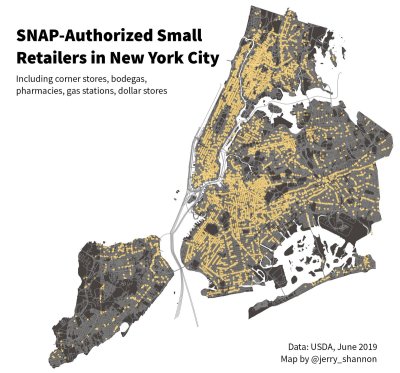 SNAP-Authorized Small
Retailers in New York City
Including corner stores, bodegas,
pharmacies, gas stations, dollar stores
Data: USDA, June 2019
Map by @jerry_shannon